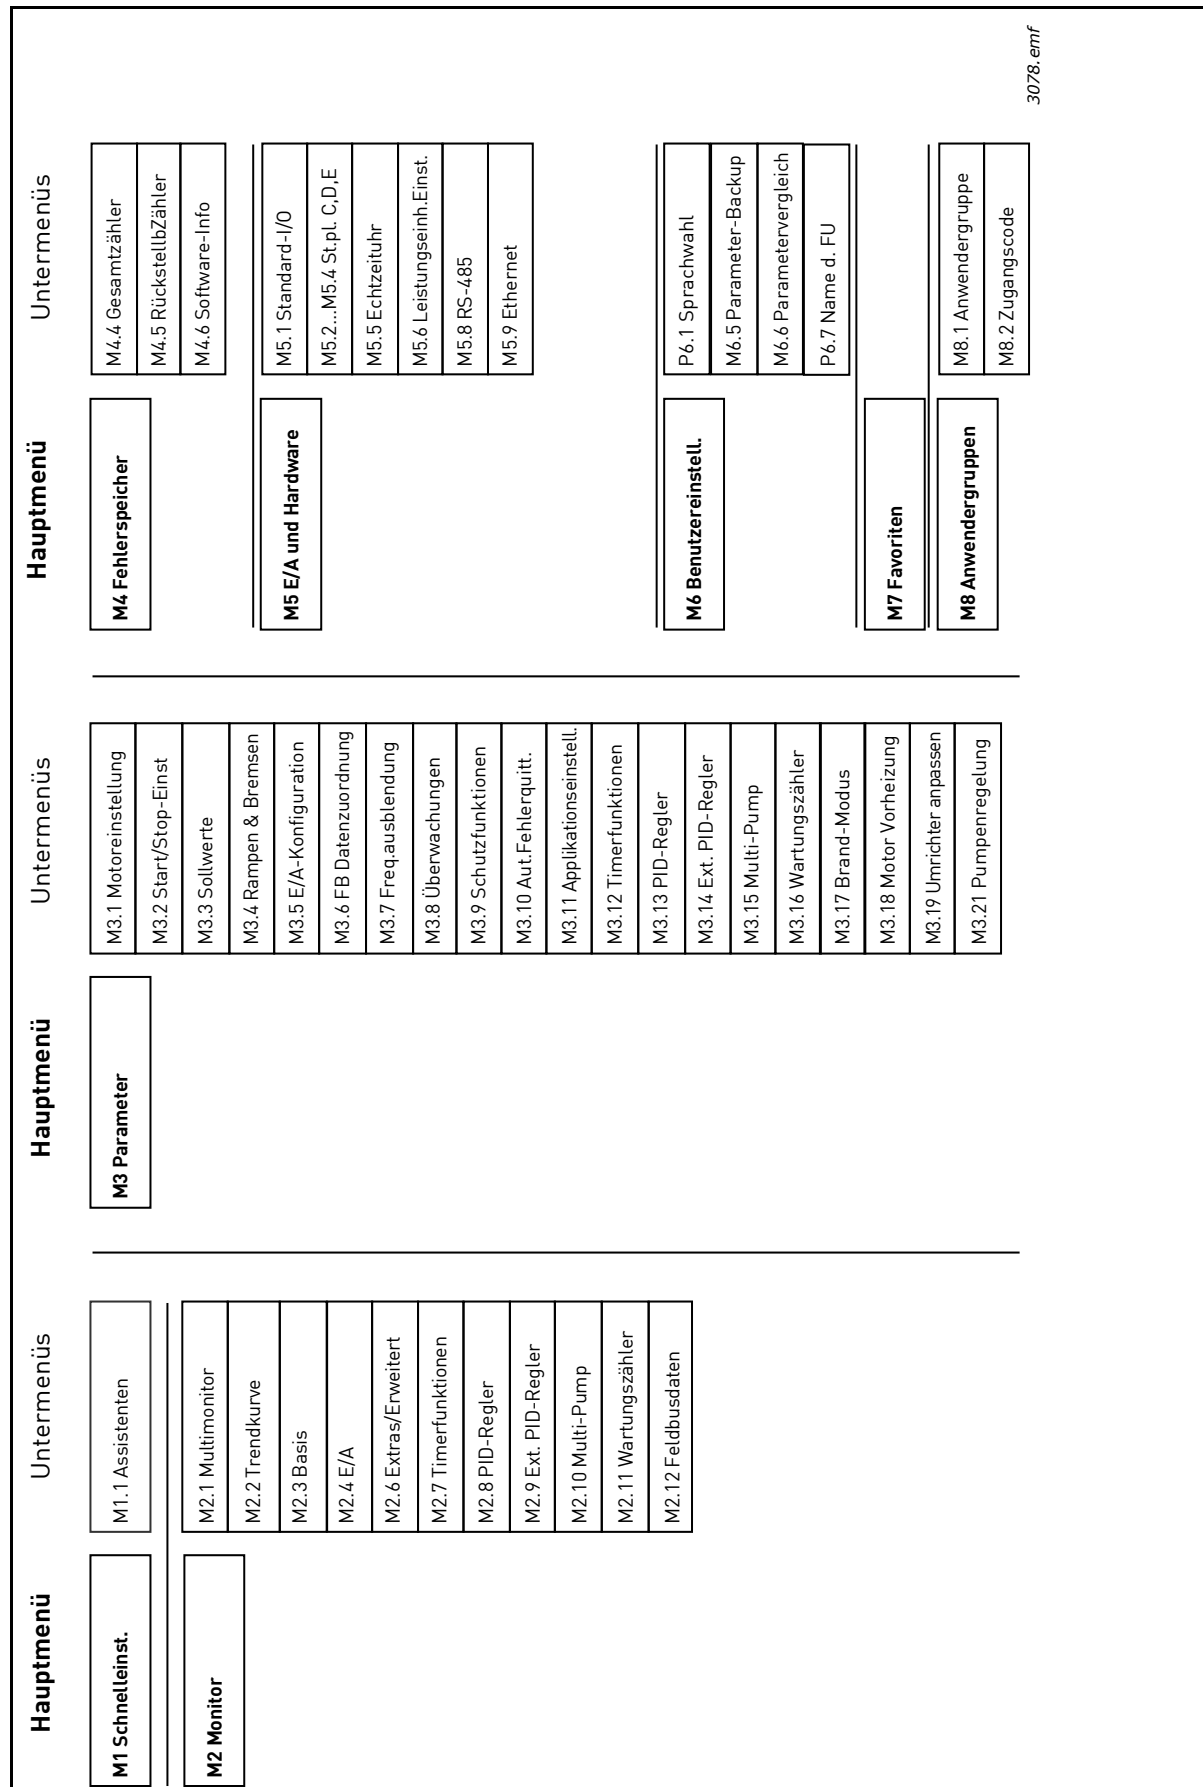 Hauptmenü
Untermenüs
M1 Schnelleinst.
M1.1 Assistenten
M2 Monitor
M2.1 Multimonitor
M2.2 Trendkurve
M2.3 Basis
M2.4 E/A
M2.6 Extras/Erweitert
M2.7 Timerfunktionen
M2.8 PID-Regler
M2.9 Ext. PID-Regler
M2.10 Multi-Pump
M2.11 Wartungszähler
M2.12 Feldbusdaten
Hauptmenü
Untermenüs
M3 Parameter
M3.1 Motoreinstellung
M3.2 Start/Stop-Einst
M3.3 Sollwerte
M3.4 Rampen & Bremsen
M3.5 E/A-Konfiguration
M3.6 FB Datenzuordnung
M3.7 Freq.ausblendung
M3.8 Überwachungen
M3.9 Schutzfunktionen
M3.10 Aut.Fehlerquitt.
M3.11 Applikationseinstell.
M3.12 Timerfunktionen
M3.13 PID-Regler
M3.14 Ext. PID-Regler
M3.15 Multi-Pump
M3.16 Wartungszähler
M3.17 Brand-Modus
M3.18 Motor Vorheizung
M3.19 Umrichter anpassen
M3.21 Pumpenregelung
Hauptmenü
Untermenüs
M4 Fehlerspeicher
M4.4 Gesamtzähler
M4.5 RückstellbZähler
M4.6 Software-Info
M5 E/A und Hardware
M5.1 Standard-I/O
M5.2...M5.4 St.pl. C,D,E
M5.5 Echtzeituhr
M5.6 Leistungseinh.Einst.
M5.8 RS-485
M5.9 Ethernet
M6 Benutzereinstell.
P6.1 Sprachwahl
M6.5 Parameter-Backup
M6.6 Parametervergleich
P6.7 Name d. FU
M7 Favoriten
M8 Anwendergruppen
M8.1 Anwendergruppe
M8.2 Zugangscode
3078.emf